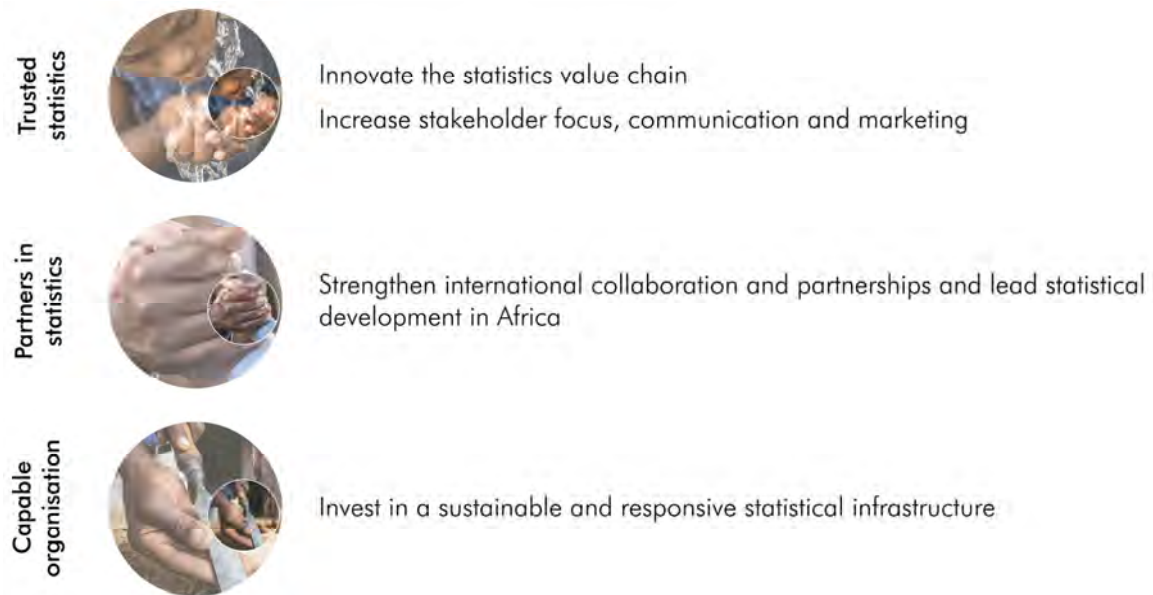 Trusted
statistics
Innovate the statistics value chain
Increase stakeholder focus, communication and marketing
Partners in
statistics
Strengthen international collaboration and partnerships and lead statistical
development in Africa
Capable
organisation
Invest in a sustainable and responsive statistical infrastructure